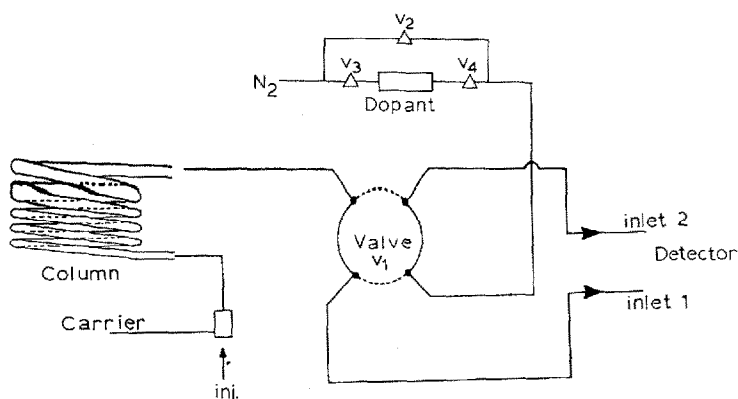 V2
V3
V4
N2
Dopant
Valve
V1
inlet 2
Detector
inlet 1
Column
Carrier
inj.